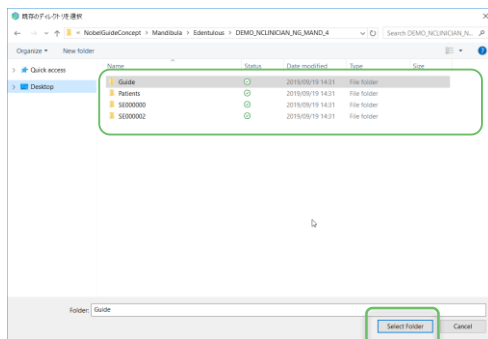 既存のディレクトリを選択
« NobelGuideConcept > Mandibula > Edentulous > DEMO_NCLINICIAN_NG_MAND_4
Search DEMO_NCLINICIAN_N...
Organize New folder
Name Status Date modified Type Size
Quick access
Desktop
Guide 2019/09/19 14:31 File folder
Patients 2019/09/19 14:31 File folder
SE000000 2019/09/19 14:31 File folder
SE000002 2019/09/19 14:31 File folder
Folder: Guide
Select Folder Cancel